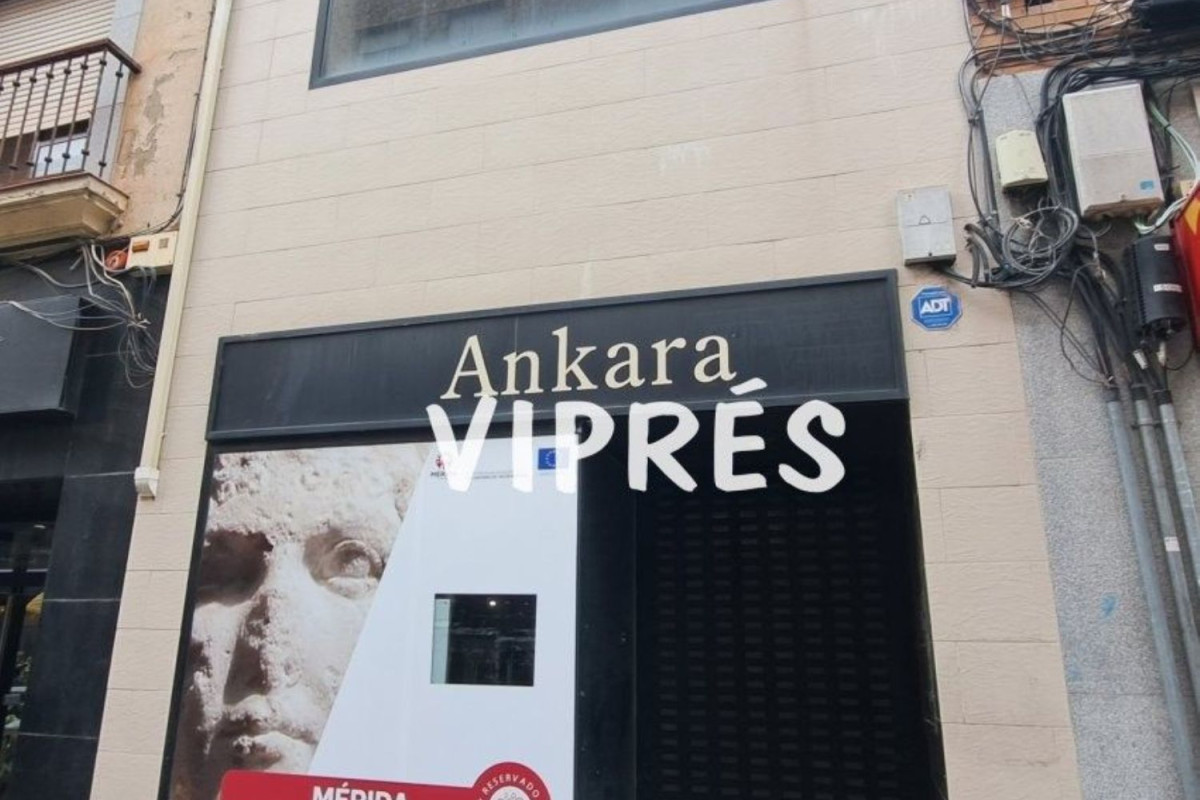 ADT
Ankara
VIPRÉS
MÉRIDA
RESERVADO